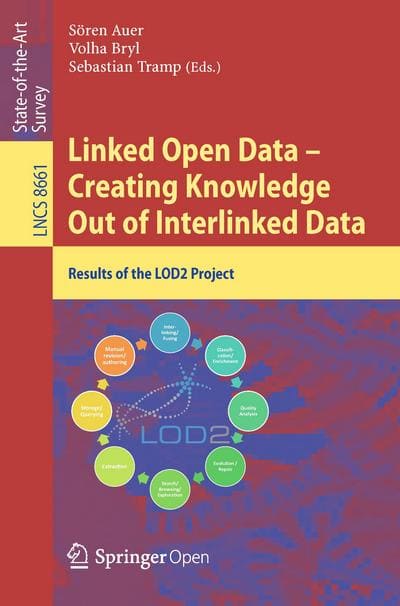 State-of-the-Art
Survey
LNCS 8661
Sören Auer
Volha Bryl
Sebastian Tramp (Eds.)
Linked Open Data –
Creating Knowledge
Out of Interlinked Data
Results of the LOD2 Project
Inter-
linking/
Fusing
Classifi-
cation/
Enrichment
Quality
Analysis
Evolution /
Repair
Search/
Browsing/
Exploration
Extraction
Storage/
Querying
Manual
revision/
authoring
LOD2
Springer Open